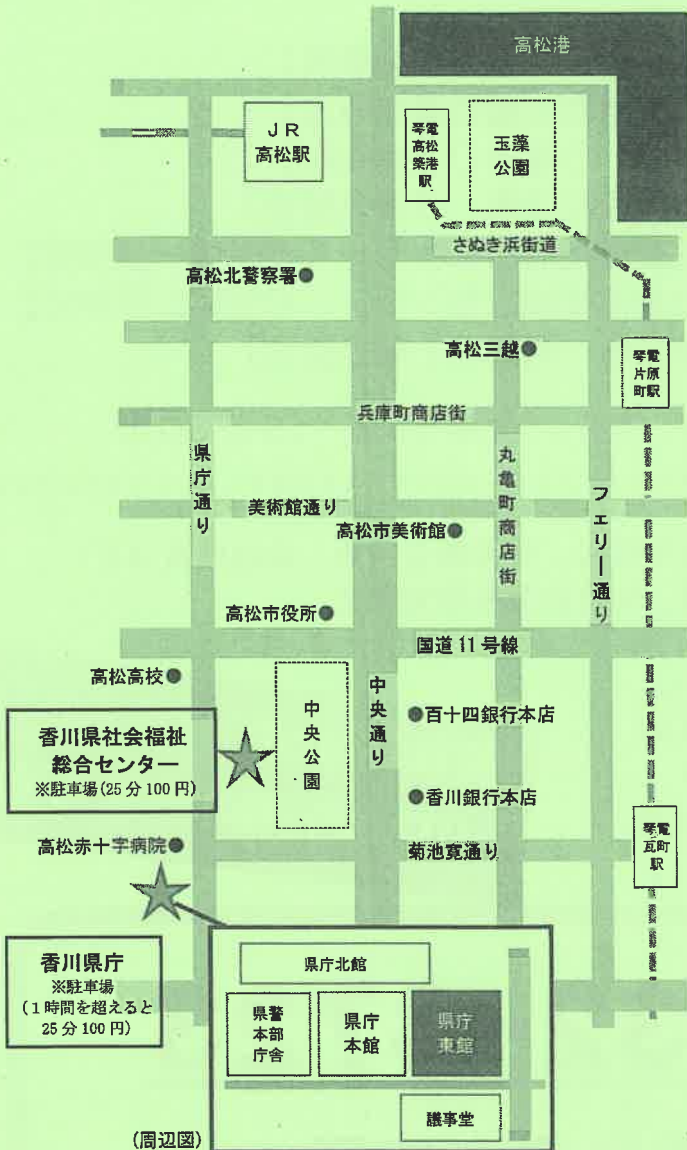 高松港
JR
高松駅
琴電
高松
築港
駅
玉藻
公園
さぬき浜街道
高松北警察署
高松三越
琴電
片原
町駅
兵庫町商店街
県庁通り
丸亀町商店街
フェリー通り
美術館通り
高松市美術館
高松市役所
国道11号線
高松高校
中央公園
中央通り
百十四銀行本店
香川県社会福祉
総合センター
※駐車場(25分100円)
香川銀行本店
高松赤十字病院
菊池寛通り
琴電
瓦町
駅
香川県庁
※駐車場
(1時間を超えると
25分100円)
県庁北館
県警
本部
庁舎
県庁
本館
県庁
東館
議事堂
(周辺図)